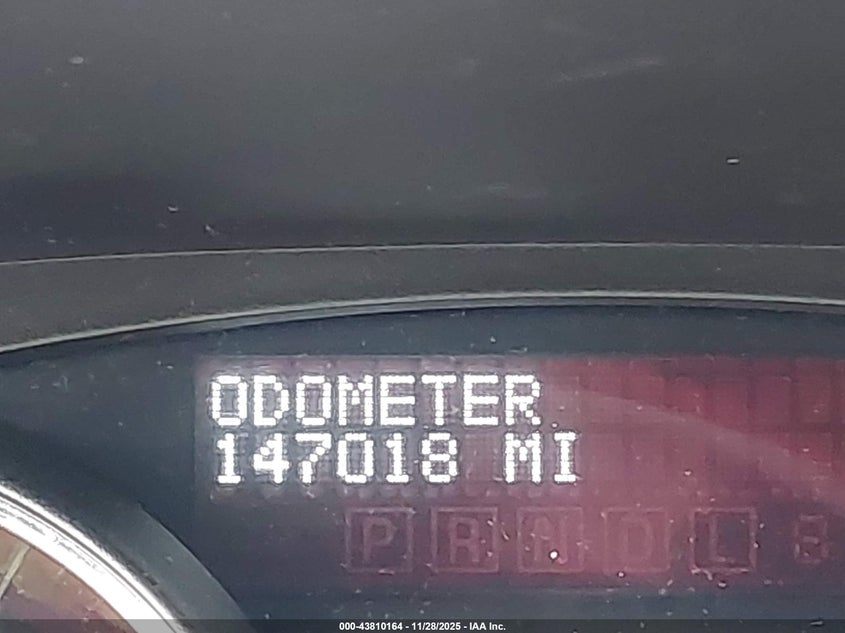 ODOMETER
147018 MI
P R N D L
000-43810164 - 11/28/2025 - IAA Inc.